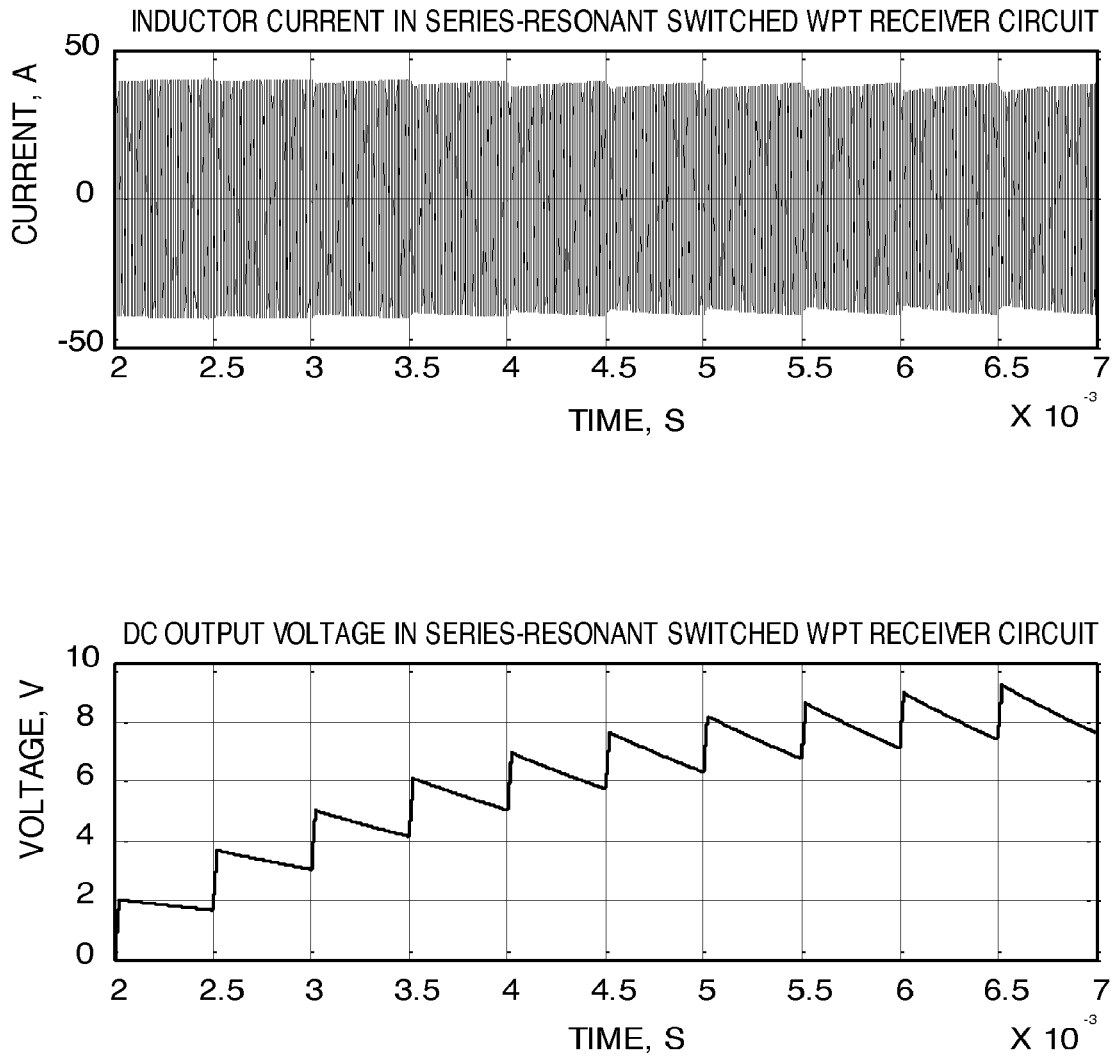 INDUCTOR CURRENT IN SERIES-RESONANT SWITCHED WPT RECEIVER CIRCUIT
CURRENT, A
50
0
-50
2 2.5 3 3.5 4 4.5 5 5.5 6 6.5 7
TIME, S
X 10 -3
DC OUTPUT VOLTAGE IN SERIES-RESONANT SWITCHED WPT RECEIVER CIRCUIT
VOLTAGE, V
10
8
6
4
2
0
2 2.5 3 3.5 4 4.5 5 5.5 6 6.5 7
TIME, S
X 10 -3